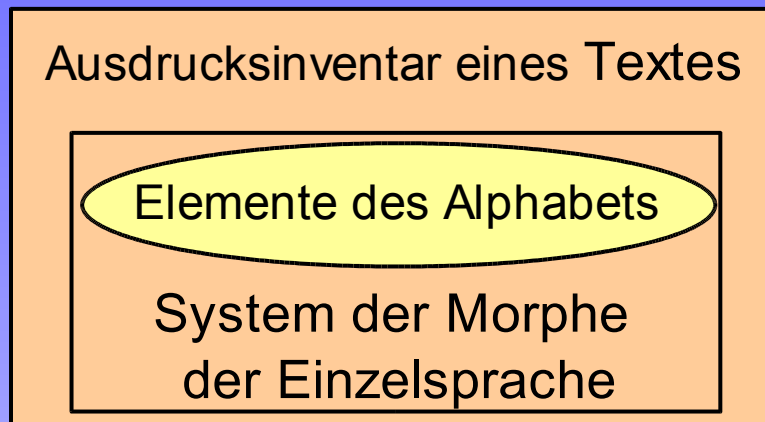 Ausdrucksinventar eines Textes
Elemente des Alphabets
System der Morphe
der Einzelsprache